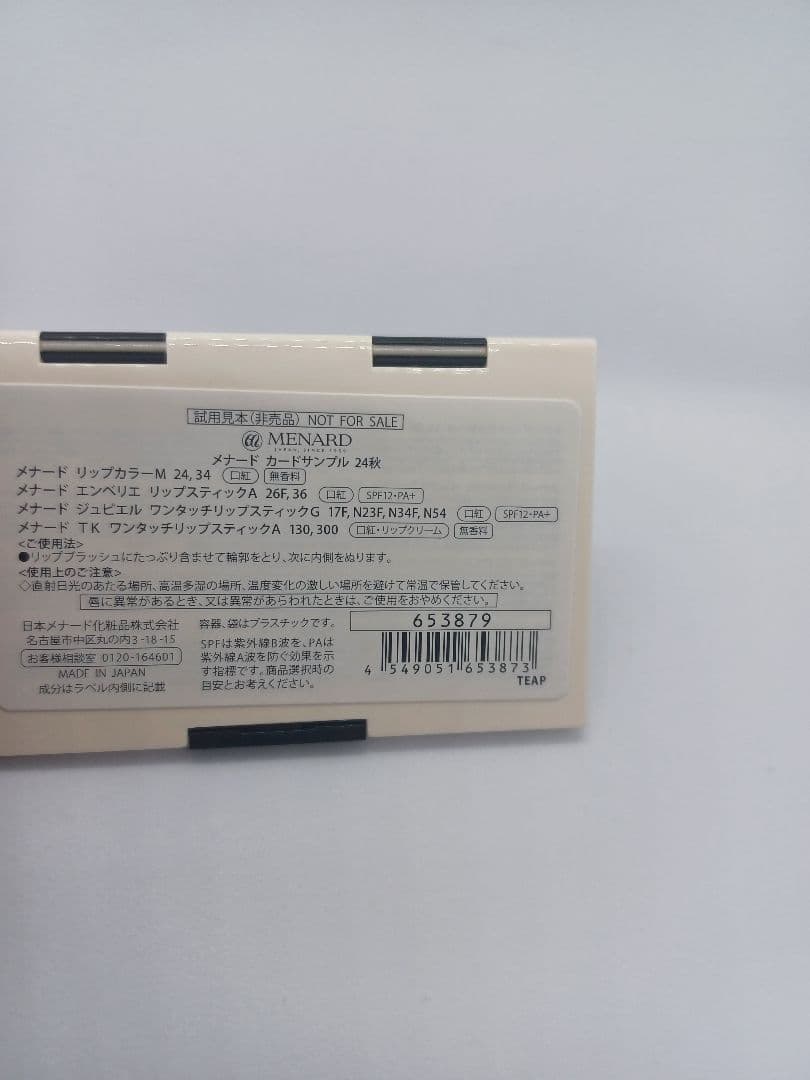 試用見本(非売品) NOT FOR SALE
MENARD
JAPAN, SINCE 1959
メナード カードサンプル 24秋
メナード リップカラーM 24, 34 口紅 無香料
メナード エンベリエ リップスティックA 26F, 36 口紅 SPF12・PA+
メナード ジュピエル ワンタッチリップスティックG 17F, N23F, N34F, N54 口紅 SPF12・PA+
メナード TK ワンタッチリップスティックA 130, 300 口紅・リップクリーム 無香料
<ご使用法>
●リップブラッシュにたっぷり含ませて輪郭をとり、次に内側をぬります。
<使用上のご注意>
◇直射日光のあたる場所、高温多湿の場所、温度変化の激しい場所を避けて常温で保管してください。
唇に異常があるとき、又は異常があらわれたときは、ご使用をおやめください。
日本メナード化粧品株式会社
名古屋市中区丸の内3-18-15
お客様相談室 0120-164601
MADE IN JAPAN
成分はラベル内側に記載
容器、袋はプラスチックです。
SPFは紫外線B波を、PAは
紫外線A波を防ぐ効果を示
す指標です。商品選択時の
目安とお考えください。
653879
4 549051 653873
TEAP